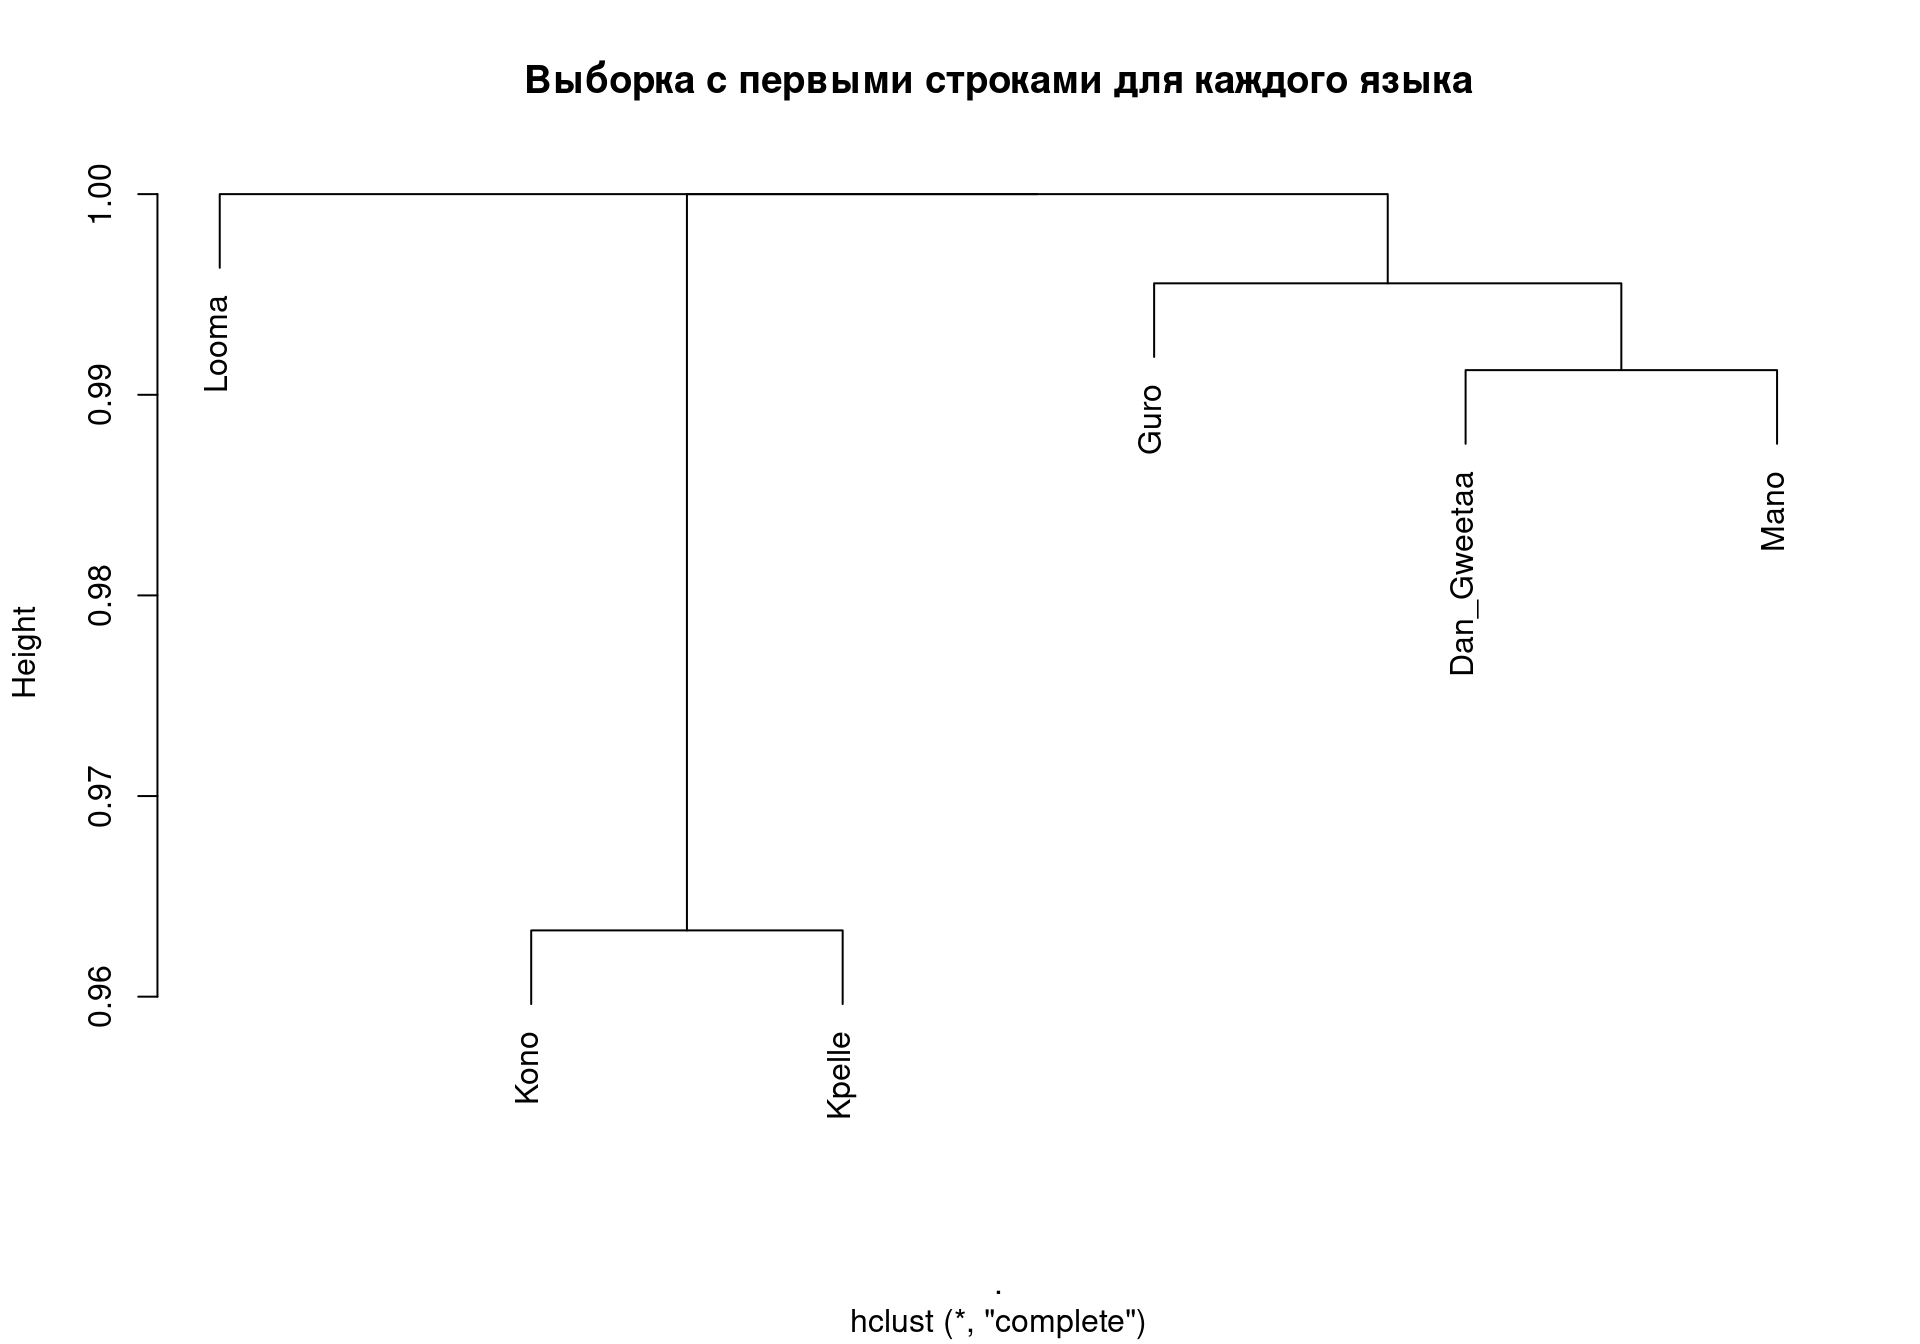 Выборка с первыми строками для каждого языка
Height
1.00
0.99
0.98
0.97
0.96
Looma
Kono
Kpelle
Guro
Dan_Gweetaa
Mano
.
hclust (*, "complete")